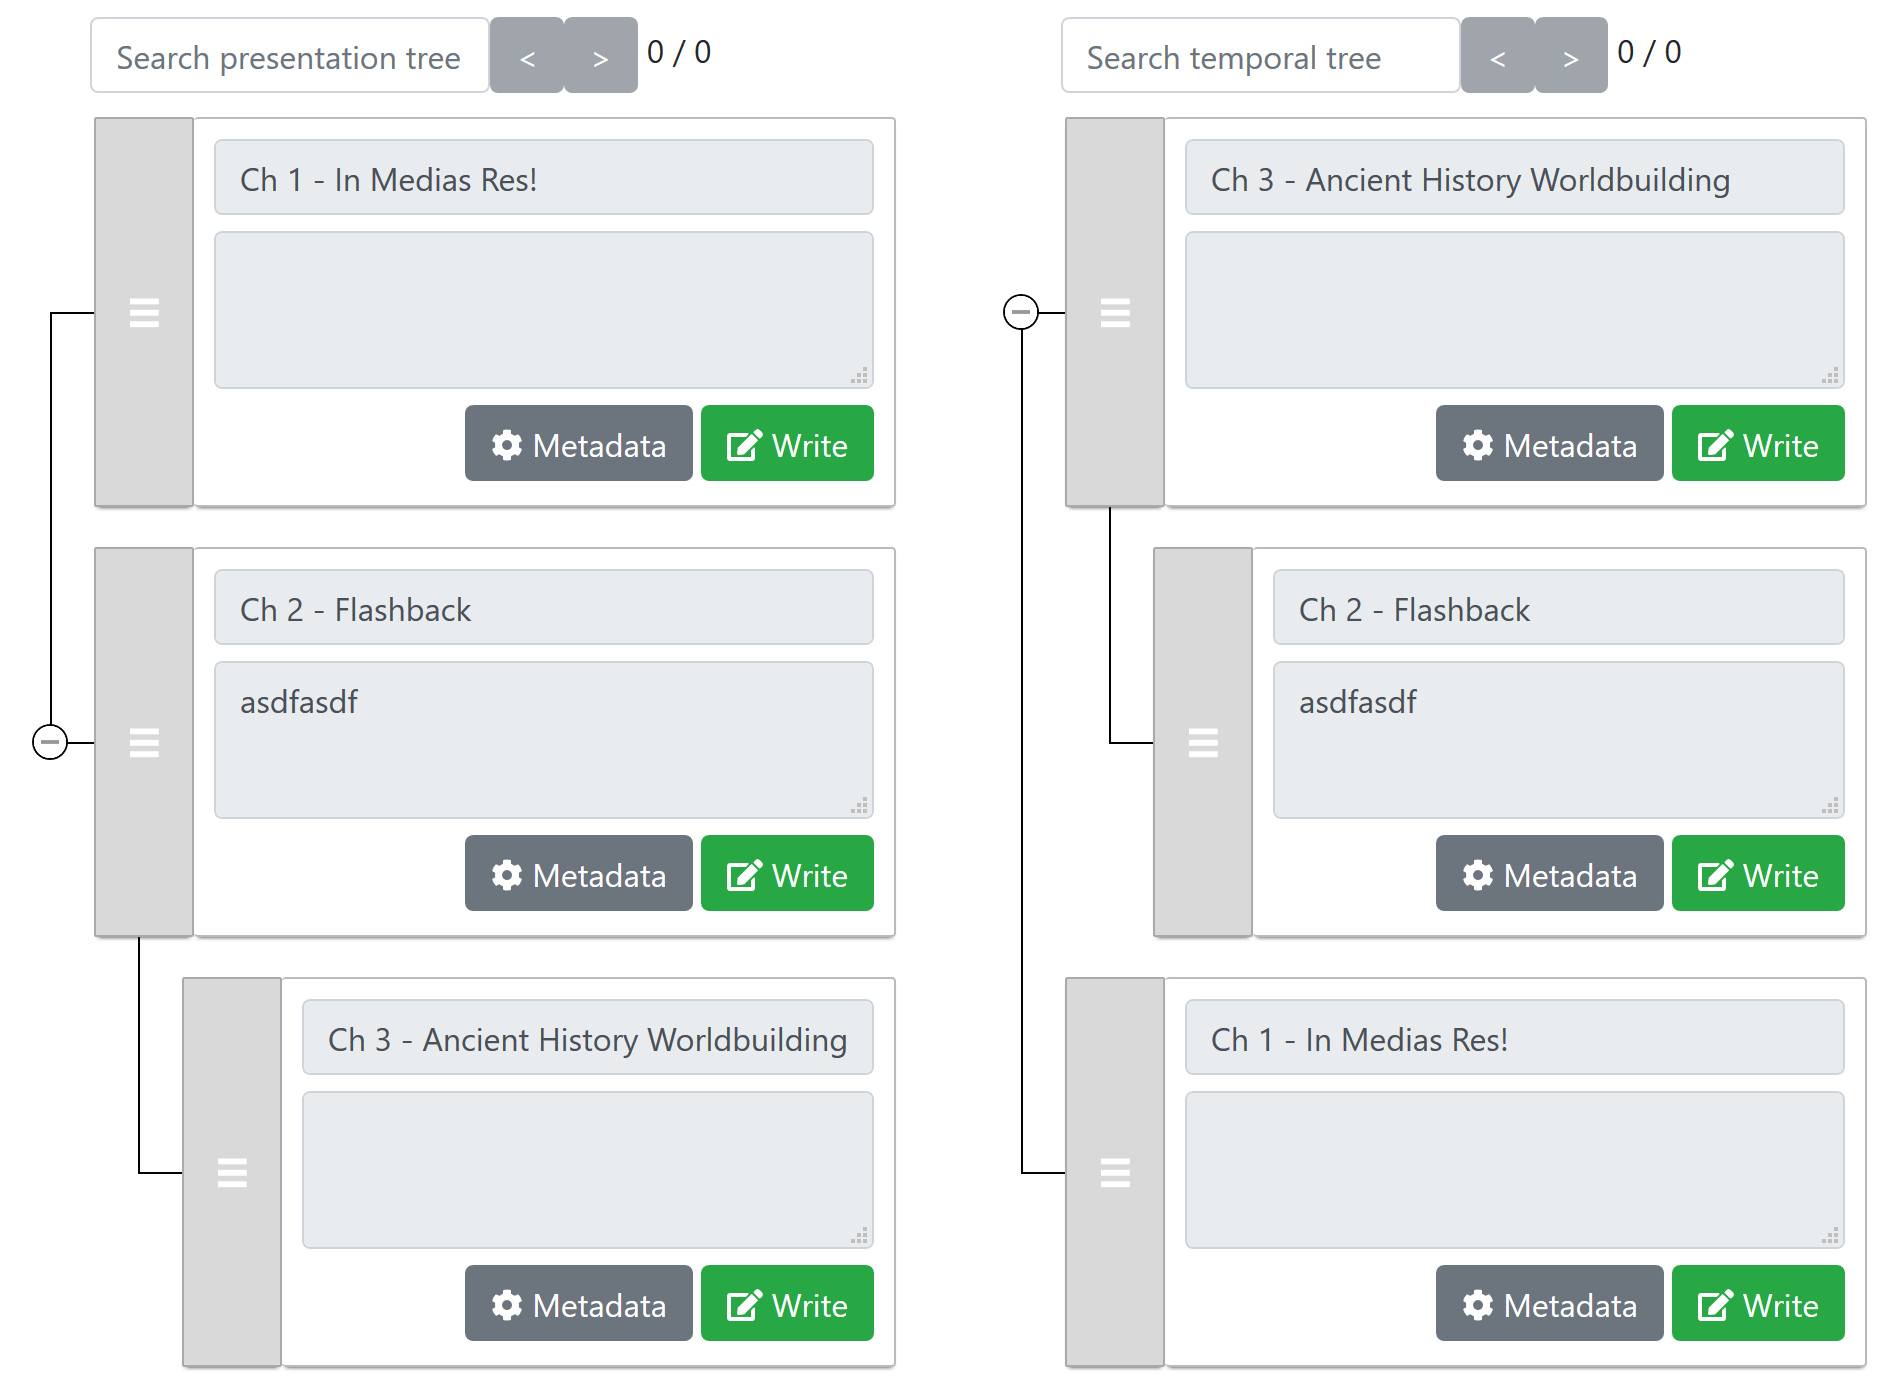 Search presentation tree < > 0 / 0
Ch 1 - In Medias Res!
Metadata Write
Ch 2 - Flashback
asdfasdf
Metadata Write
Ch 3 - Ancient History Worldbuilding
Metadata Write
Search temporal tree < > 0 / 0
Ch 3 - Ancient History Worldbuilding
Metadata Write
Ch 2 - Flashback
asdfasdf
Metadata Write
Ch 1 - In Medias Res!
Metadata Write